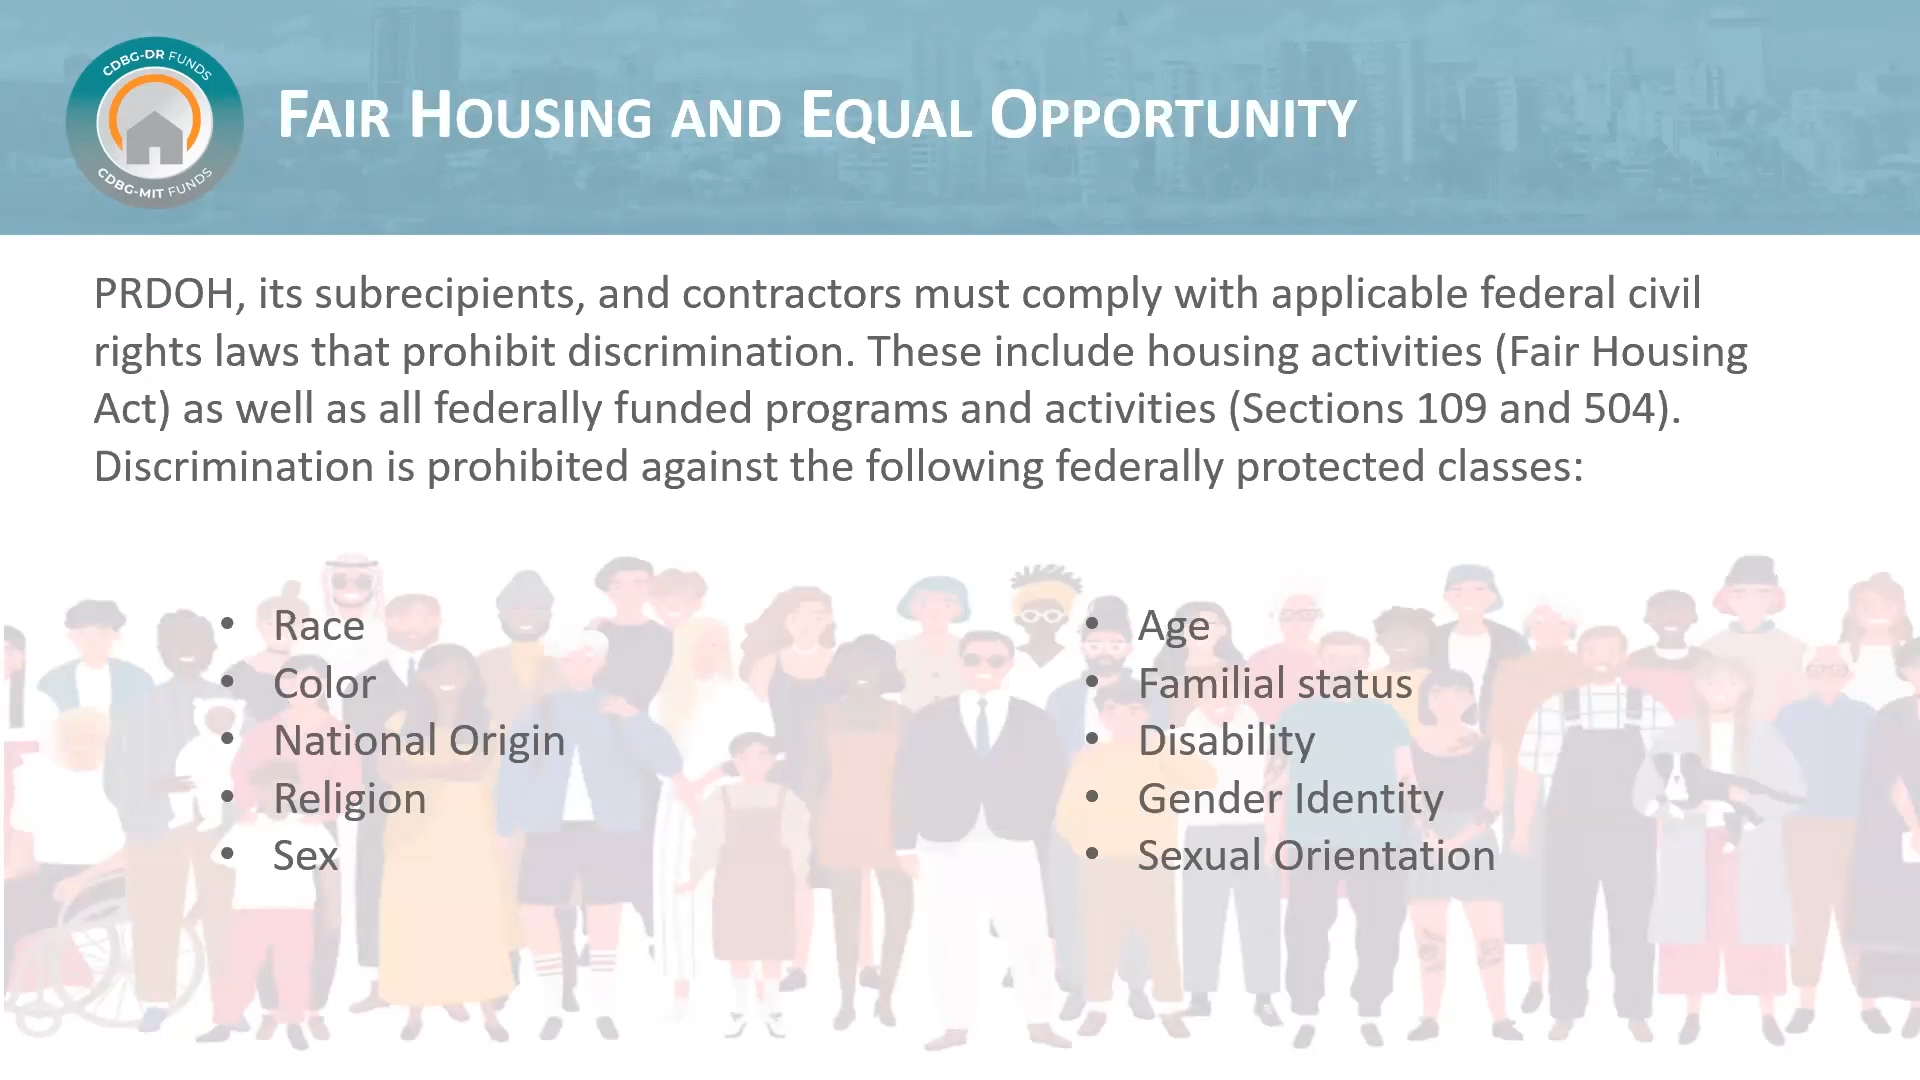 CDBG-DR FUNDS
CDBG-MIT FUNDS
FAIR HOUSING AND EQUAL OPPORTUNITY
PRDOH, its subrecipients, and contractors must comply with applicable federal civil
rights laws that prohibit discrimination. These include housing activities (Fair Housing
Act) as well as all federally funded programs and activities (Sections 109 and 504).
Discrimination is prohibited against the following federally protected classes:
• Race
• Color
• National Origin
• Religion
• Sex
• Age
• Familial status
• Disability
• Gender Identity
• Sexual Orientation